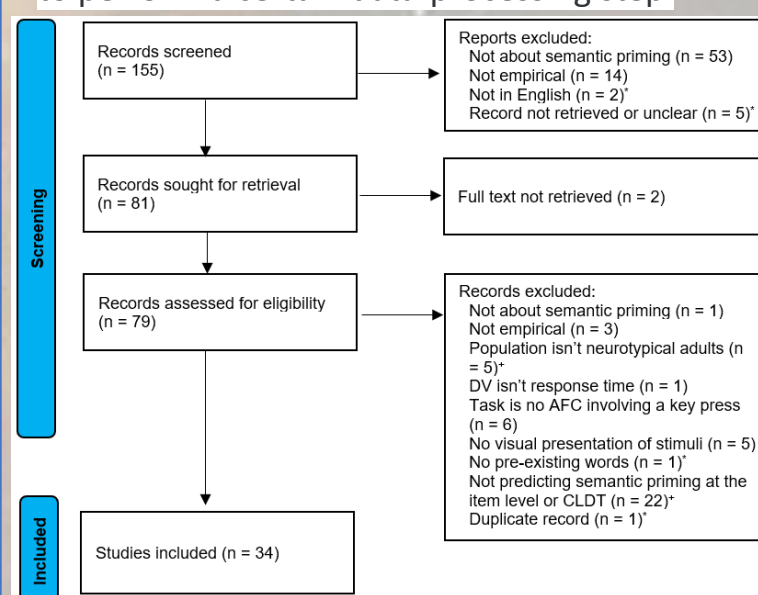 Records screened
(n = 155)
Reports excluded:
Not about semantic priming (n = 53)
Not empirical (n = 14)
Not in English (n = 2)*
Record not retrieved or unclear (n = 5)*
Screening
Records sought for retrieval
(n = 81)
Full text not retrieved (n = 2)
Records assessed for eligibility
(n = 79)
Records excluded:
Not about semantic priming (n = 1)
Not empirical (n = 3)
Population isn't neurotypical adults (n
= 5)+
DV isn't response time (n = 1)
Task is no AFC involving a key press
(n = 6)
No visual presentation of stimuli (n = 5)
No pre-existing words (n = 1)*
Not predicting semantic priming at the
item level or CLDT (n = 22)+
Duplicate record (n = 1)*
Included
Studies included (n = 34)